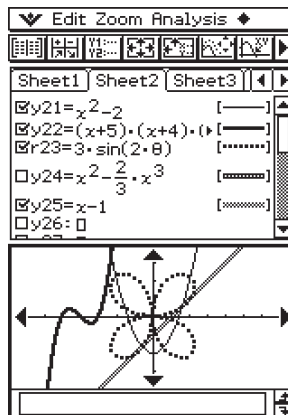 Edit Zoom Analysis
Sheet1 Sheet2 Sheet3
y21=x²-2
y22=(x+5)·(x+4)·(
r23=3·sin(2·θ)
y24=x²-2/3·x³
y25=x-1
y26: